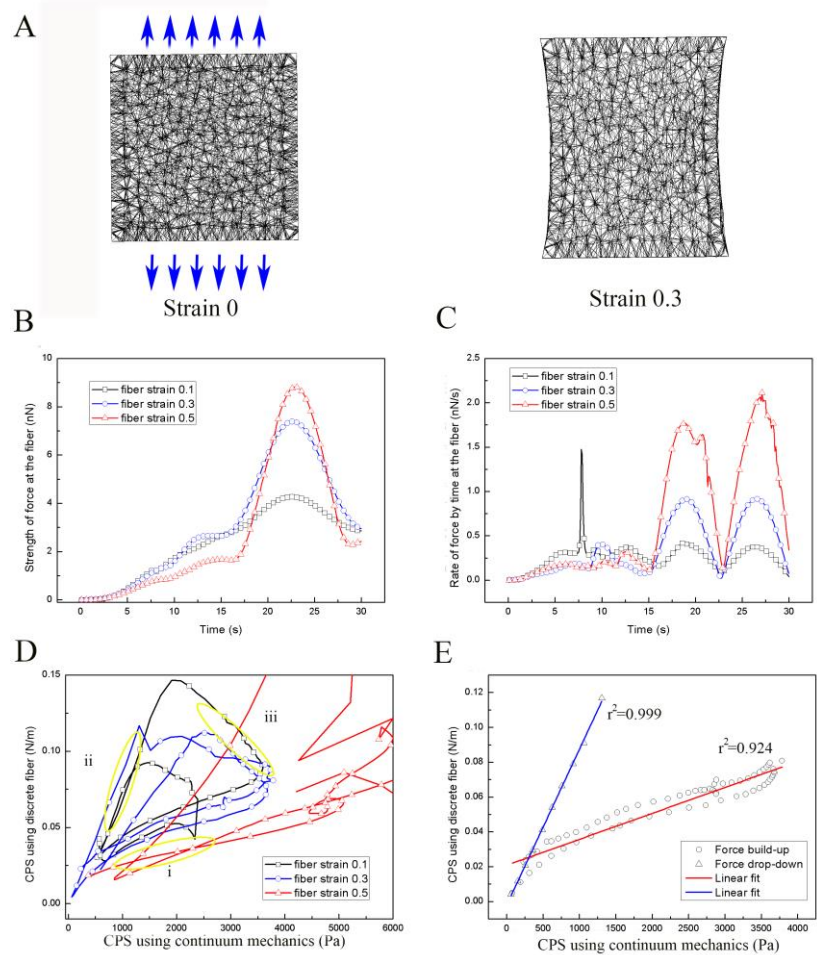 A
Strain 0
Strain 0.3
B
10
8
6
4
2
0
0
5
10
15
20
25
30
Strength of force at the fiber (nN)
Time (s)
fiber strain 0.1
fiber strain 0.3
fiber strain 0.5
C
2.5
2.0
1.5
1.0
0.5
0.0
0
5
10
15
20
25
30
Rate of force by time at the fiber (nN/s)
Time (s)
fiber strain 0.1
fiber strain 0.3
fiber strain 0.5
D
0.15
0.10
0.05
0.00
0
1000
2000
3000
4000
5000
6000
CPS using discrete fiber (N/m)
CPS using continuum mechanics (Pa)
ii
iii
i
fiber strain 0.1
fiber strain 0.3
fiber strain 0.5
E
0.12
0.10
0.08
0.06
0.04
0.02
0.00
0
500
1000
1500
2000
2500
3000
3500
4000
CPS using discrete fiber (N/m)
CPS using continuum mechanics (Pa)
r²=0.999
r²=0.924
Force build-up
Force drop-down
Linear fit
Linear fit